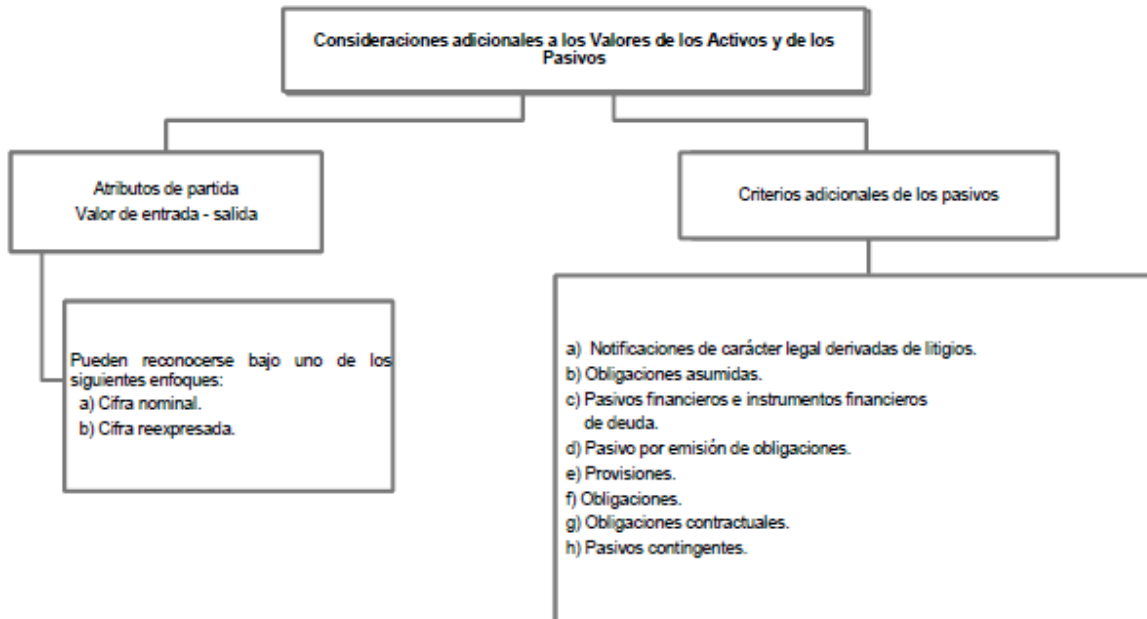 Consideraciones adicionales a los Valores de los Activos y de los
Pasivos
Atributos de partida
Valor de entrada - salida
Criterios adicionales de los pasivos
Pueden reconocerse bajo uno de los
siguientes enfoques:
a) Cifra nominal.
b) Cifra reexpresada.
a) Notificaciones de carácter legal derivadas de litigios.
b) Obligaciones asumidas.
c) Pasivos financieros e instrumentos financieros
de deuda.
d) Pasivo por emisión de obligaciones.
e) Provisiones.
f) Obligaciones.
g) Obligaciones contractuales.
h) Pasivos contingentes.